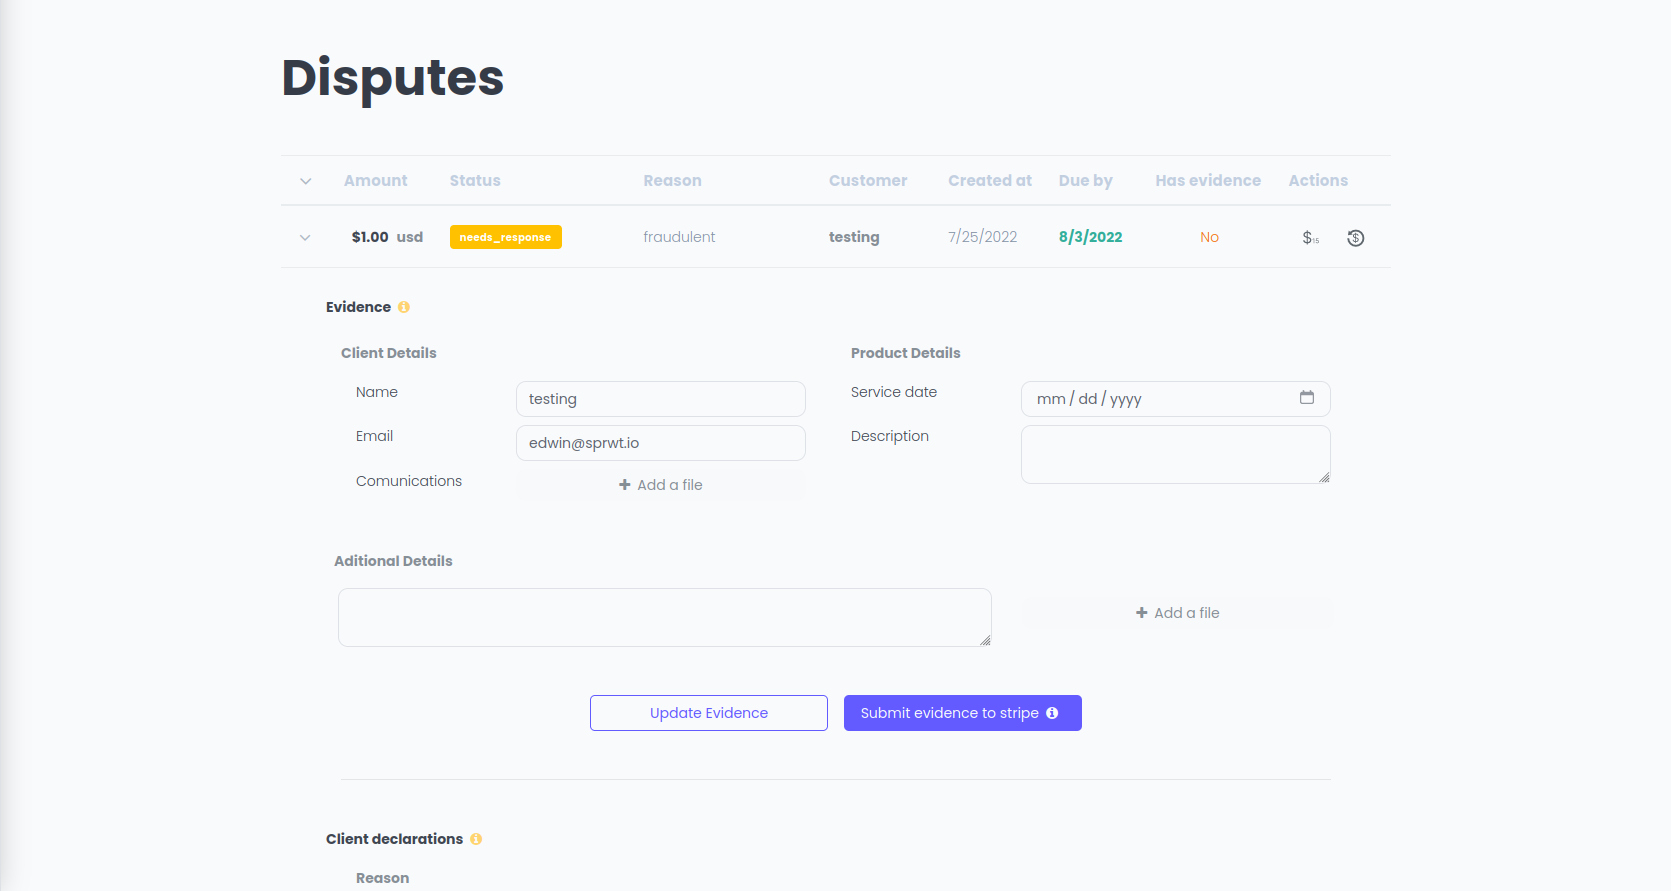 Disputes
Amount Status Reason Customer Created at Due by Has evidence Actions
$1.00 usd needs_response fraudulent testing 7/25/2022 8/3/2022 No $15
Evidence
Client Details Product Details
Name testing Service date mm / dd / yyyy
Email edwin@sprwt.io Description
Comunications + Add a file
Aditional Details
+ Add a file
Update Evidence Submit evidence to stripe
Client declarations
Reason